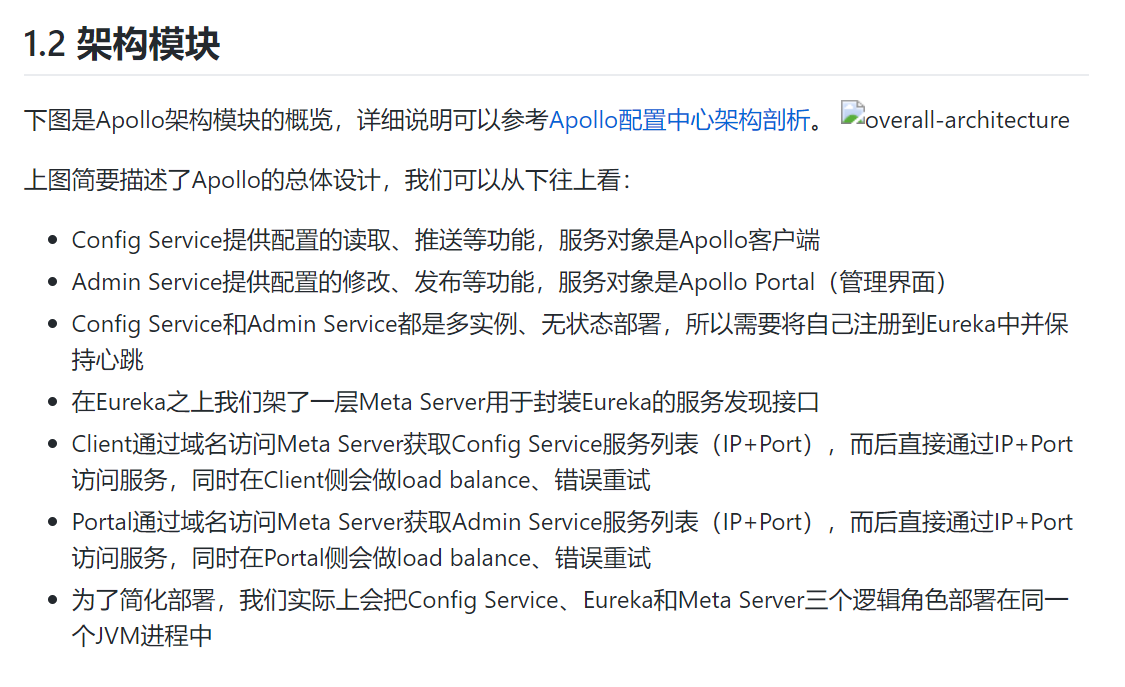 1.2 架构模块
下图是Apollo架构模块的概览，详细说明可以参考Apollo配置中心架构剖析。 overall-architecture
上图简要描述了Apollo的总体设计，我们可以从下往上看：
Config Service提供配置的读取、推送等功能，服务对象是Apollo客户端
Admin Service提供配置的修改、发布等功能，服务对象是Apollo Portal（管理界面）
Config Service和Admin Service都是多实例、无状态部署，所以需要将自己注册到Eureka中并保
持心跳
在Eureka之上我们架了一层Meta Server用于封装Eureka的服务发现接口
Client通过域名访问Meta Server获取Config Service服务列表（IP+Port），而后直接通过IP+Port
访问服务，同时在Client侧会做load balance、错误重试
Portal通过域名访问Meta Server获取Admin Service服务列表（IP+Port），而后直接通过IP+Port
访问服务，同时在Portal侧会做load balance、错误重试
为了简化部署，我们实际上会把Config Service、Eureka和Meta Server三个逻辑角色部署在同一
个JVM进程中